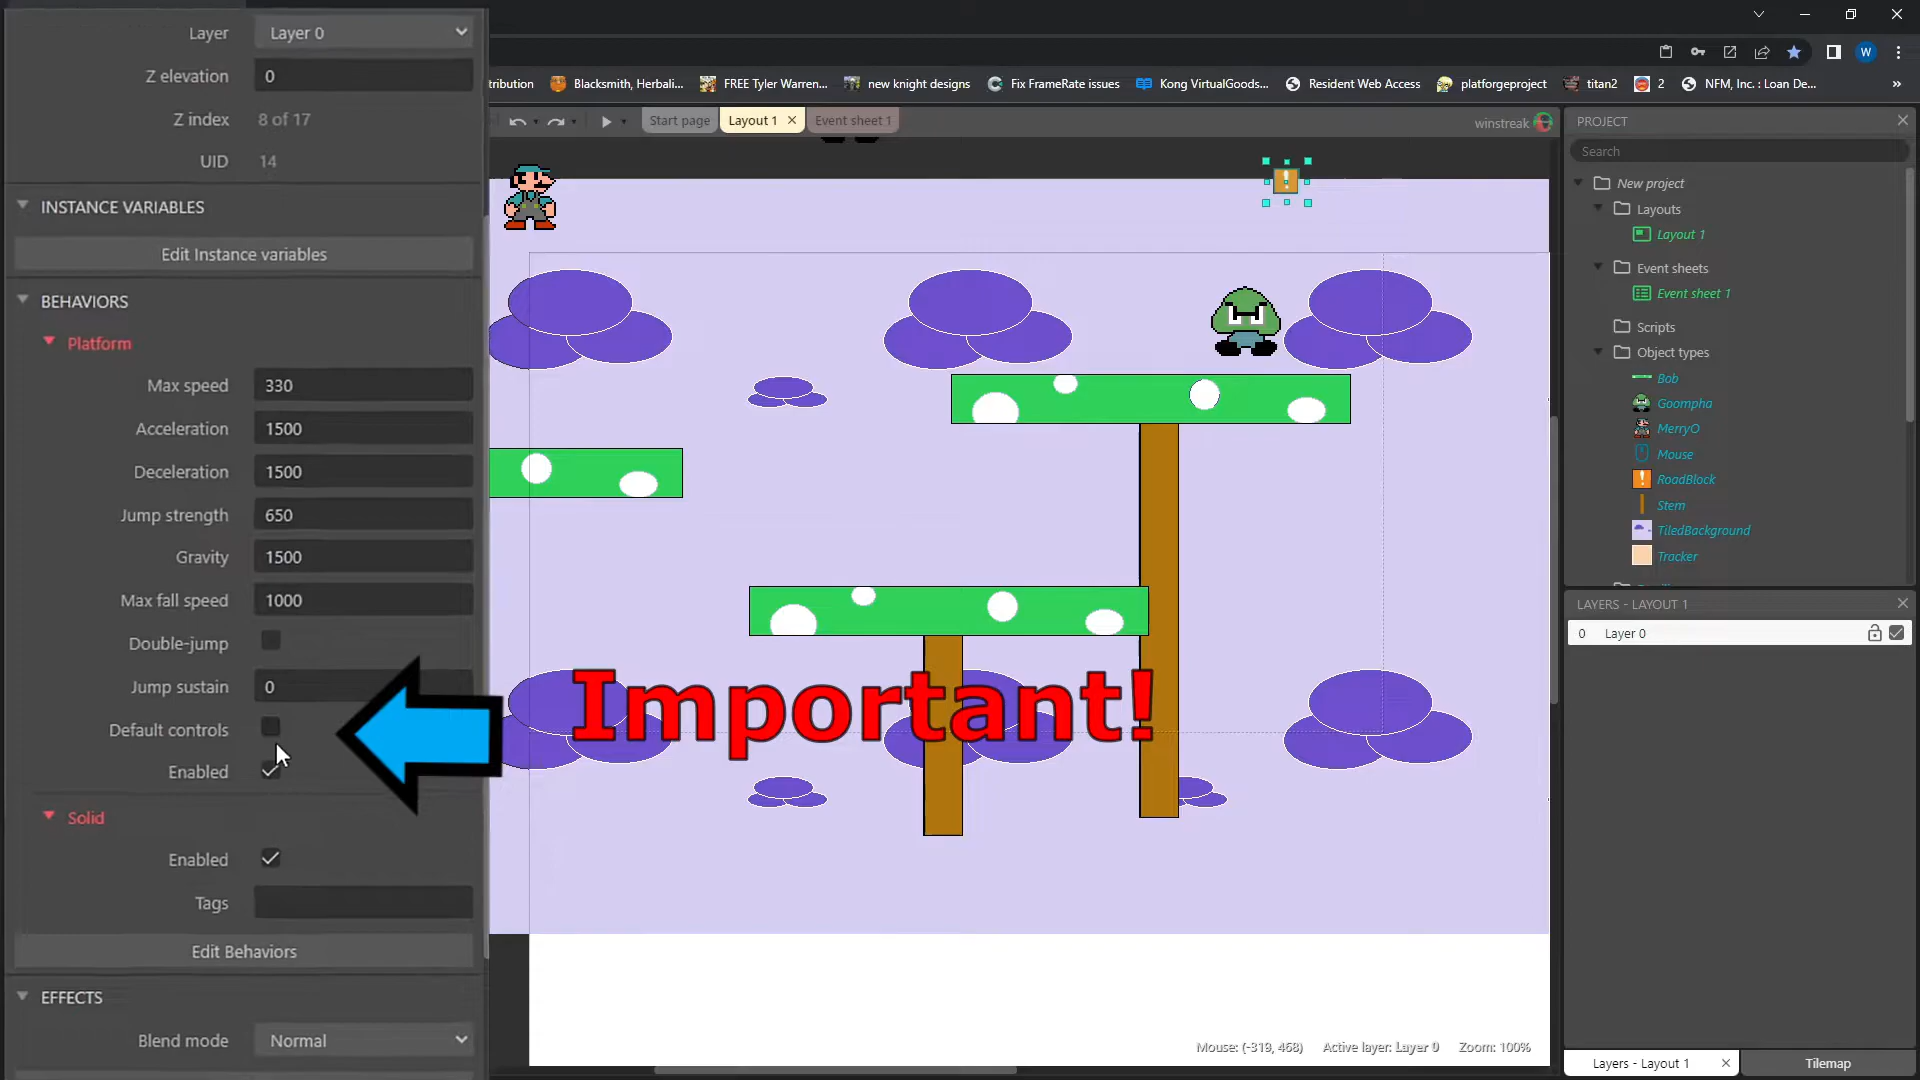 Layer
Layer 0
Z elevation
0
Z index
8 of 17
UID
14
INSTANCE VARIABLES
Edit Instance variables
BEHAVIORS
Platform
Max speed
330
Acceleration
1500
Deceleration
1500
Jump strength
650
Gravity
1500
Max fall speed
1000
Double-jump
Jump sustain
0
Default controls
Enabled
Solid
Enabled
Tags
Edit Behaviors
EFFECTS
Blend mode
Normal
W
tribution
Blacksmith, Herbali...
FREE Tyler Warren...
new knight designs
Fix FrameRate issues
Kong VirtualGoods...
Resident Web Access
platforgeproject
titan2
2
NFM, Inc. : Loan De...
»
Start page
Layout 1
Event sheet 1
winstreak
!
Important!
Mouse: (-319, 468)
Active layer: Layer 0
Zoom: 100%
PROJECT
Search
New project
Layouts
Layout 1
Event sheets
Event sheet 1
Scripts
Object types
Bob
Goompha
MerryO
Mouse
! RoadBlock
Stem
TiledBackground
Tracker
LAYERS - LAYOUT 1
0
Layer 0
Layers - Layout 1
Tilemap